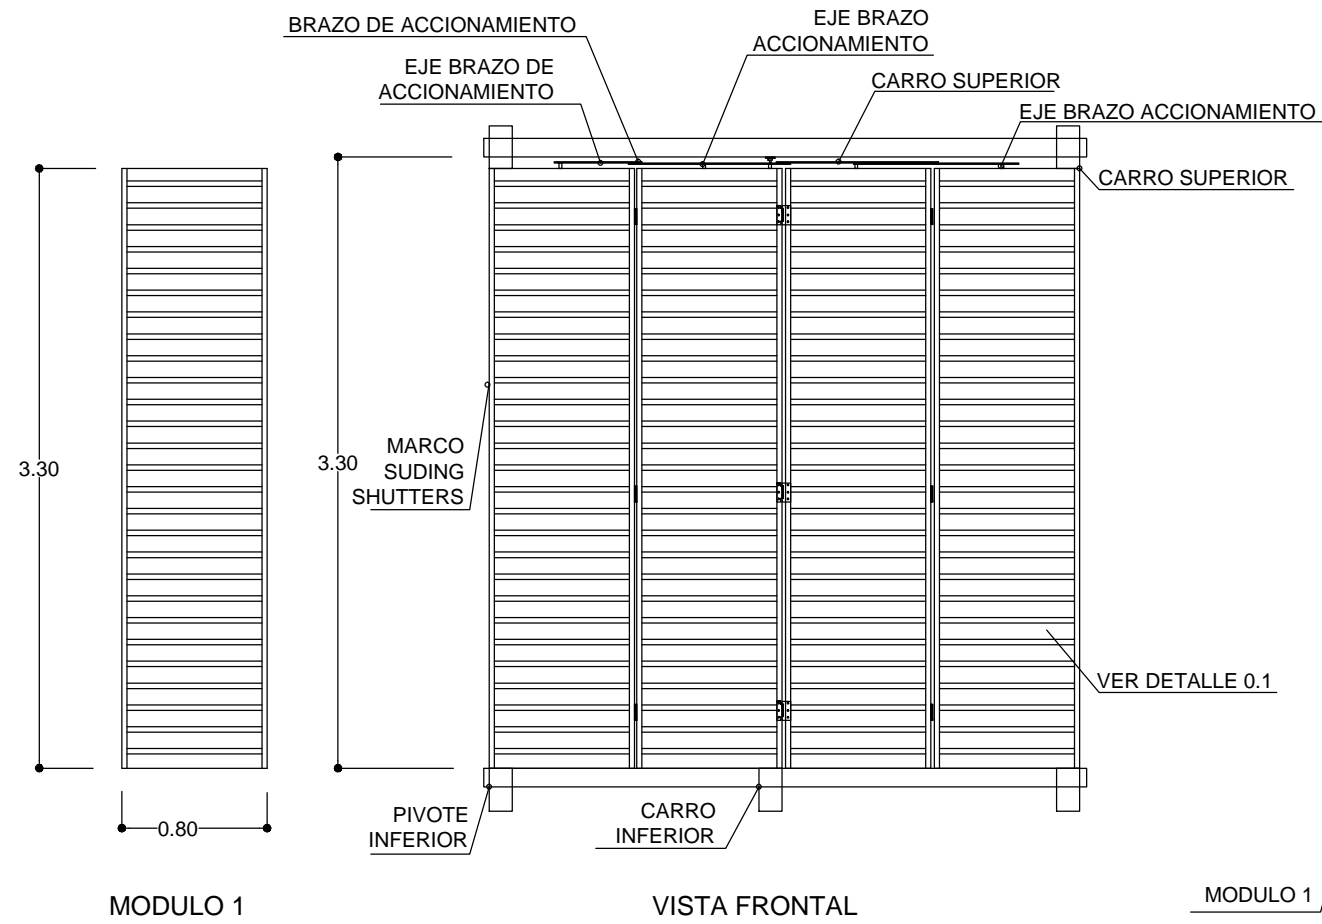 BRAZO DE ACCIONAMIENTO
EJE BRAZO
ACCIONAMIENTO
EJE BRAZO DE
ACCIONAMIENTO
CARRO SUPERIOR
EJE BRAZO ACCIONAMIENTO
CARRO SUPERIOR
3.30
3.30
MARCO
SUDING
SHUTTERS
VER DETALLE 0.1
0.80
PIVOTE
INFERIOR
CARRO
INFERIOR
MODULO 1
VISTA FRONTAL
MODULO 1